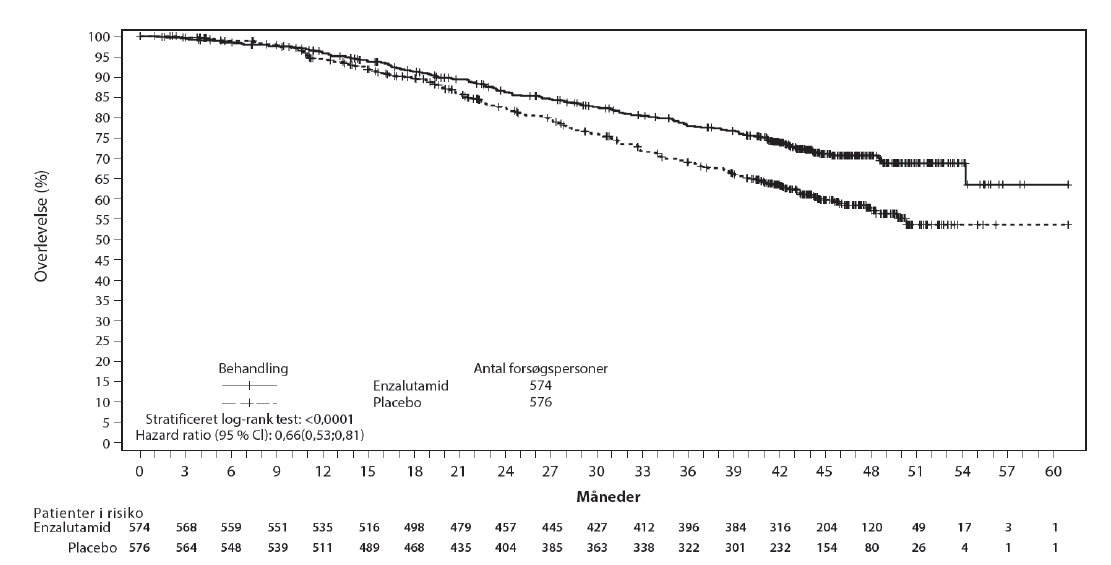 100
95
90
85
80
75
70
65
60
55
50
45
40
35
30
25
20
15
10
5
0
Overlevelse (%)
Behandling Antal forsøgspersoner
Enzalutamid 574
Placebo 576
Stratificeret log-rank test: <0,0001
Hazard ratio (95 % Cl): 0,66(0,53;0,81)
0 3 6 9 12 15 18 21 24 27 30 33 36 39 42 45 48 51 54 57 60
Måneder
Patienter i risiko
Enzalutamid 574 568 559 551 535 516 498 479 457 445 427 412 396 384 316 204 120 49 17 3 1
Placebo 576 564 548 539 511 489 468 435 404 385 363 338 322 301 232 154 80 26 4 1 1